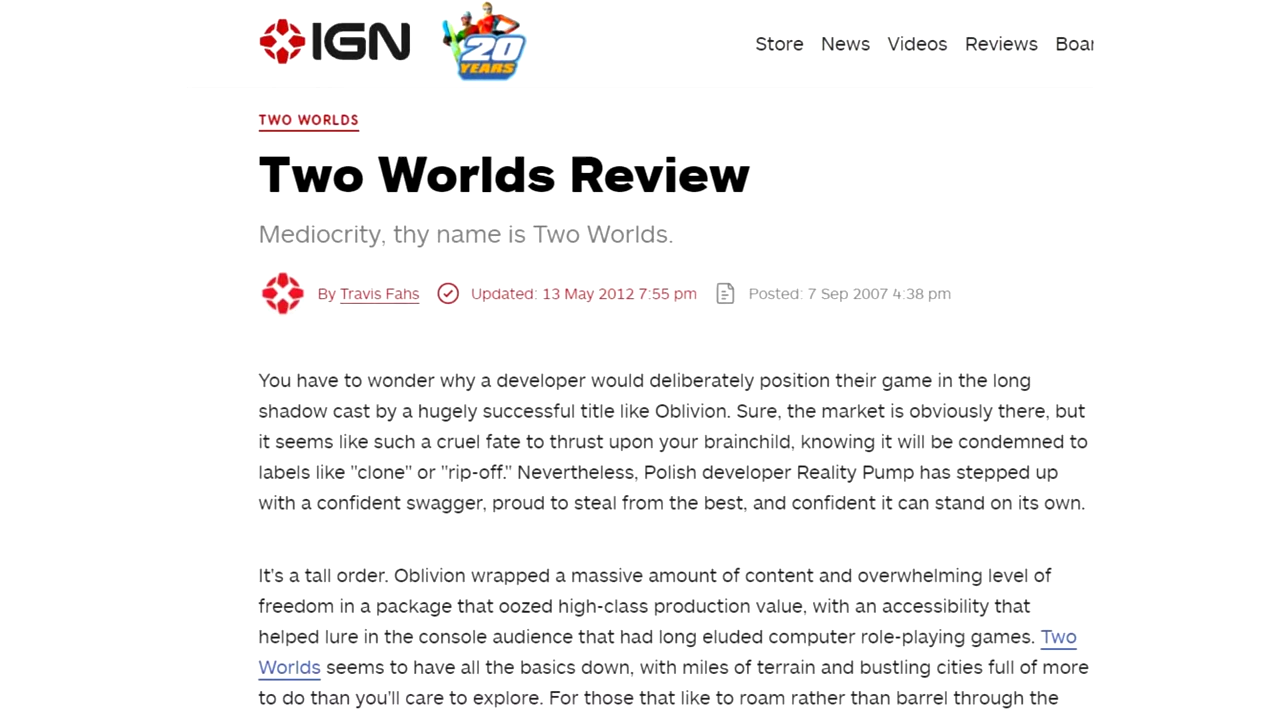 IGN
20
YEARS
Store News Videos Reviews Boar
TWO WORLDS
Two Worlds Review
Mediocrity, thy name is Two Worlds.
By Travis Fahs Updated: 13 May 2012 7:55 pm Posted: 7 Sep 2007 4:38 pm
You have to wonder why a developer would deliberately position their game in the long
shadow cast by a hugely successful title like Oblivion. Sure, the market is obviously there, but
it seems like such a cruel fate to thrust upon your brainchild, knowing it will be condemned to
labels like "clone" or "rip-off." Nevertheless, Polish developer Reality Pump has stepped up
with a confident swagger, proud to steal from the best, and confident it can stand on its own.
It's a tall order. Oblivion wrapped a massive amount of content and overwhelming level of
freedom in a package that oozed high-class production value, with an accessibility that
helped lure in the console audience that had long eluded computer role-playing games. Two
Worlds seems to have all the basics down, with miles of terrain and bustling cities full of more
to do than you'll care to explore. For those that like to roam rather than barrel through the